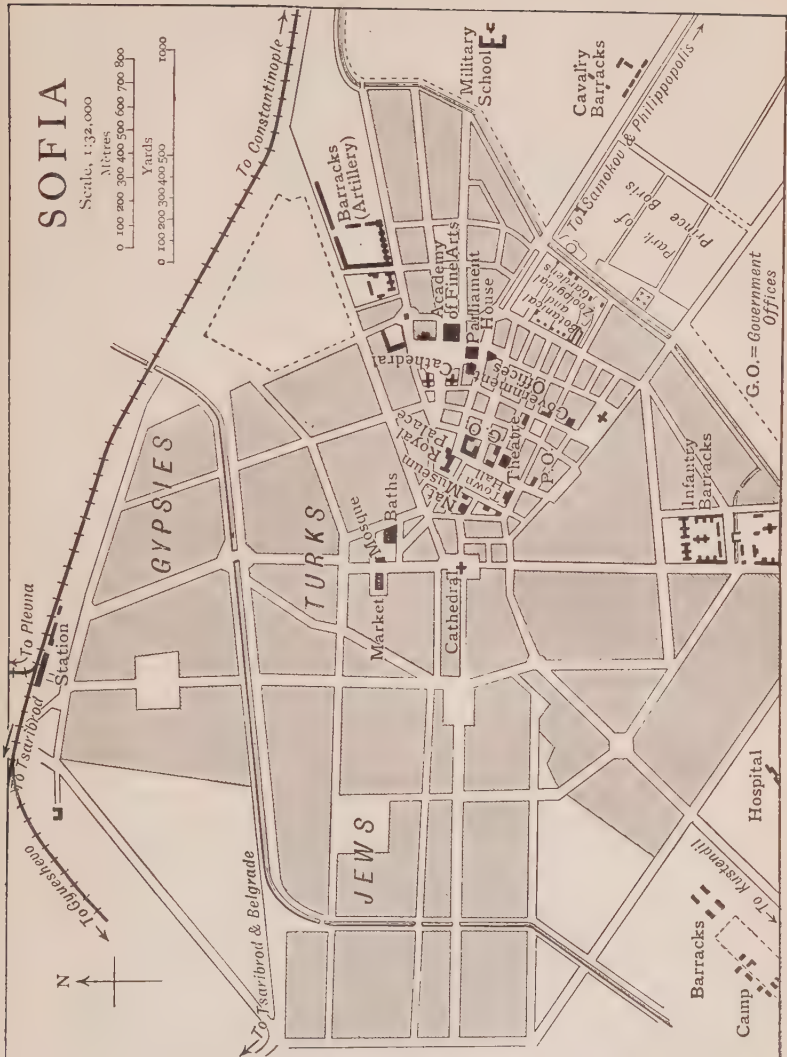 SOFIA
Scale, 1:32,000
Mètres
0 100 200 300 400 500 600 700 800
Yards
0 100 200 300 400 500 1000
To Constantinople
N
To Gyueshevo
To Tsaribrod
To Plevna
Station
GYPSIES
TURKS
JEWS
To Tsaribrod & Belgrade
Military
School
Barracks
(Artillery)
Academy
of Fine Arts
Parliament
House
Cathedral
Government
Offices
Royal
Palace
G.O.
G.O.
Theatre
P.O.
Nat.
Museum
Town
Hall
Mosque
Baths
Market
Cathedral
Botanical
and
Zoological
Gardens
Cavalry
Barracks
To Samokov & Philippopolis
Park of
Prince Boris
G.O. = Government
Offices
Infantry
Barracks
Hospital
To Kustendil
Barracks
Camp